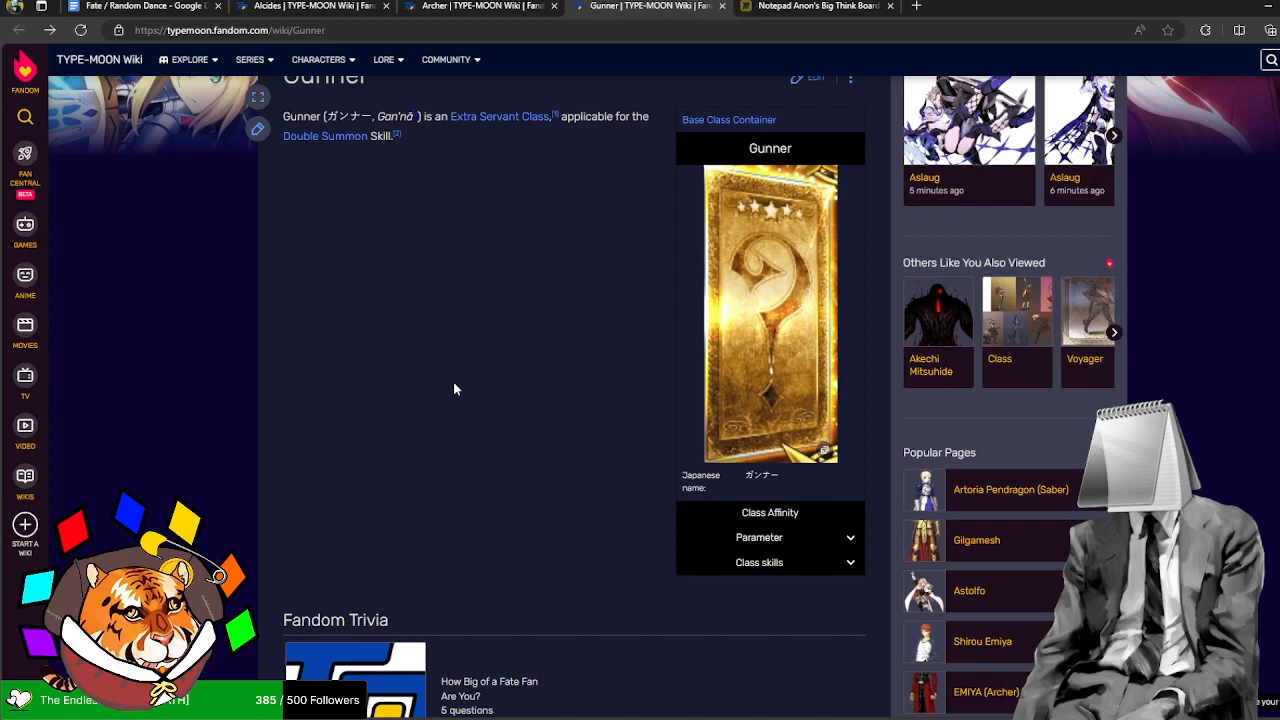 Fate / Random Dance - Google D
Alcides | TYPE-MOON Wiki | Fan
Archer | TYPE-MOON Wiki | Fand
Gunner | TYPE-MOON Wiki | Fan
Notepad Anon's Big Think Board
https://typemoon.fandom.com/wiki/Gunner
TYPE-MOON Wiki
EXPLORE
SERIES
CHARACTERS
LORE
COMMUNITY
FANDOM
FAN CENTRAL
BETA
GAMES
ANIME
MOVIES
TV
VIDEO
WIKIS
START A WIKI
Gunner
EDIT
Gunner (ガンナー, Gan'nā) is an Extra Servant Class,[1] applicable for the
Double Summon Skill.[2]
Base Class Container
Gunner
Japanese name:
ガンナー
Class Affinity
Parameter
Class skills
Fandom Trivia
How Big of a Fate Fan
Are You?
5 questions
Aslaug
5 minutes ago
Aslaug
6 minutes ago
Others Like You Also Viewed
Akechi
Mitsuhide
Class
Voyager
Popular Pages
Artoria Pendragon (Saber)
Gilgamesh
Astolfo
Shirou Emiya
EMIYA (Archer)
The Endles
385 / 500 Followers